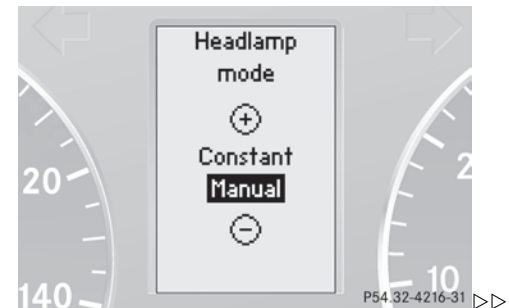 Headlamp
mode
+
Constant
Manual
−
20
140
2
10
P54.32-4216-31